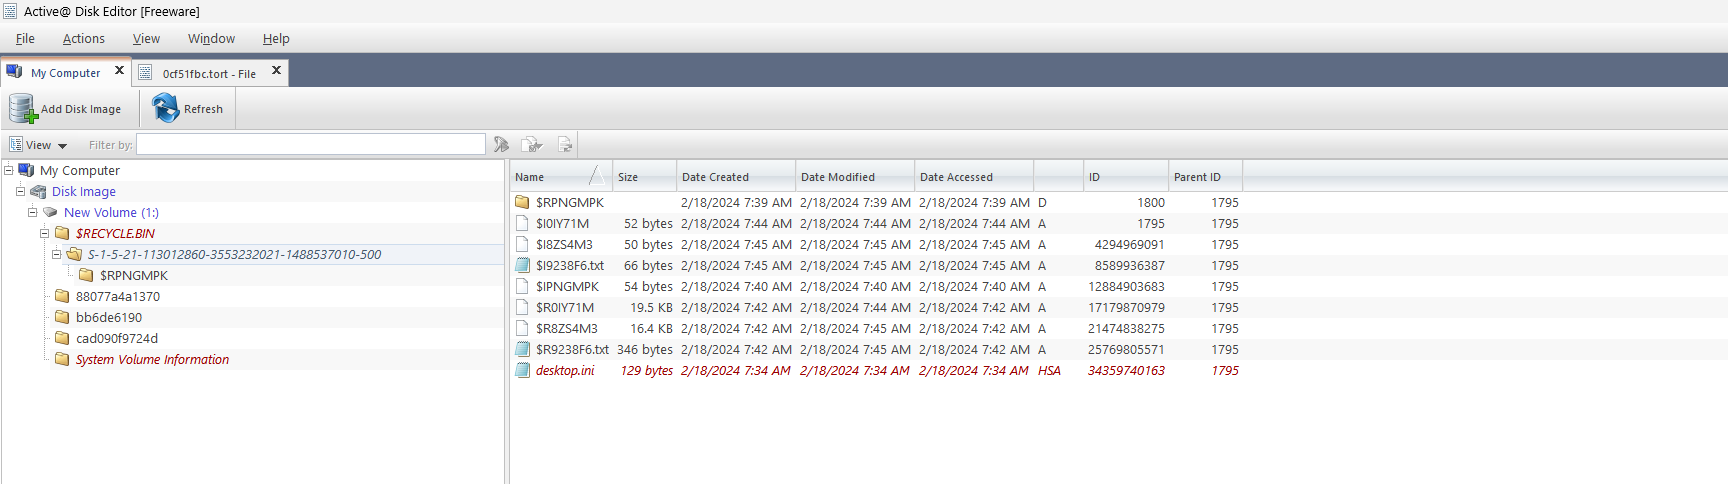 Active@ Disk Editor [Freeware]
File Actions View Window Help
My Computer 0cf51fbc.tort - File
Add Disk Image Refresh
View Filter by:
My Computer
Disk Image
New Volume (1:)
$RECYCLE.BIN
S-1-5-21-113012860-3553232021-1488537010-500
$RPNGMPK
88077a4a1370
bb6de6190
cad090f9724d
System Volume Information
Name Size Date Created Date Modified Date Accessed ID Parent ID
$RPNGMPK 2/18/2024 7:39 AM 2/18/2024 7:39 AM 2/18/2024 7:39 AM D 1800 1795
$I0IY71M 52 bytes 2/18/2024 7:44 AM 2/18/2024 7:44 AM 2/18/2024 7:44 AM A 1795 1795
$I8ZS4M3 50 bytes 2/18/2024 7:45 AM 2/18/2024 7:45 AM 2/18/2024 7:45 AM A 4294969091 1795
$I9238F6.txt 66 bytes 2/18/2024 7:45 AM 2/18/2024 7:45 AM 2/18/2024 7:45 AM A 8589936387 1795
$IPNGMPK 54 bytes 2/18/2024 7:40 AM 2/18/2024 7:40 AM 2/18/2024 7:40 AM A 12884903683 1795
$R0IY71M 19.5 KB 2/18/2024 7:42 AM 2/18/2024 7:44 AM 2/18/2024 7:42 AM A 17179870979 1795
$R8ZS4M3 16.4 KB 2/18/2024 7:42 AM 2/18/2024 7:45 AM 2/18/2024 7:42 AM A 21474838275 1795
$R9238F6.txt 346 bytes 2/18/2024 7:42 AM 2/18/2024 7:45 AM 2/18/2024 7:42 AM A 25769805571 1795
desktop.ini 129 bytes 2/18/2024 7:34 AM 2/18/2024 7:34 AM 2/18/2024 7:34 AM HSA 34359740163 1795